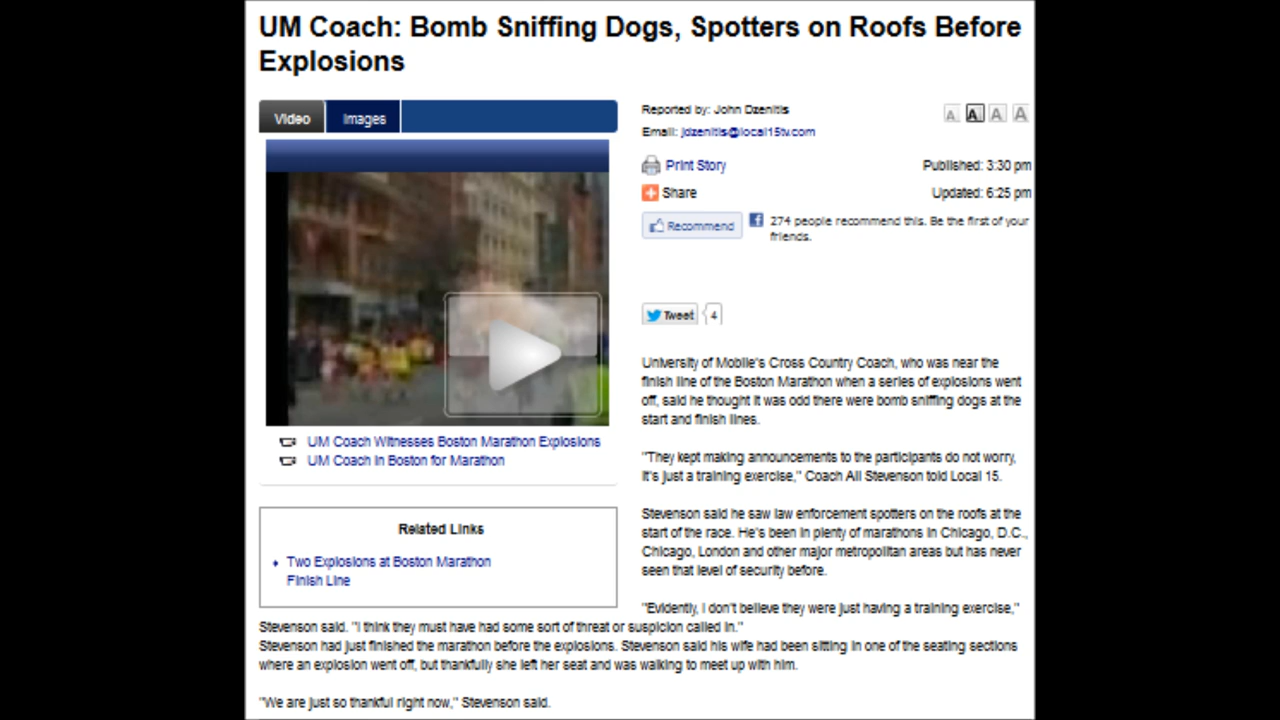 UM Coach: Bomb Sniffing Dogs, Spotters on Roofs Before
Explosions
Video
Images
UM Coach Witnesses Boston Marathon Explosions
UM Coach in Boston for Marathon
Related Links
Two Explosions at Boston Marathon
Finish Line
Reported by: John Dzenitis
Email: jdzenitis@local15tv.com
A A A A
Print Story
Published: 3:30 pm
Share
Updated: 6:25 pm
Recommend
274 people recommend this. Be the first of your
friends.
Tweet
4
University of Mobile's Cross Country Coach, who was near the
finish line of the Boston Marathon when a series of explosions went
off, said he thought it was odd there were bomb sniffing dogs at the
start and finish lines.
"They kept making announcements to the participants do not worry,
it's just a training exercise," Coach Ali Stevenson told Local 15.
Stevenson said he saw law enforcement spotters on the roofs at the
start of the race. He's been in plenty of marathons in Chicago, D.C.,
Chicago, London and other major metropolitan areas but has never
seen that level of security before.
"Evidently, I don't believe they were just having a training exercise,"
Stevenson said. "I think they must have had some sort of threat or suspicion called in."
Stevenson had just finished the marathon before the explosions. Stevenson said his wife had been sitting in one of the seating sections
where an explosion went off, but thankfully she left her seat and was walking to meet up with him.
"We are just so thankful right now," Stevenson said.